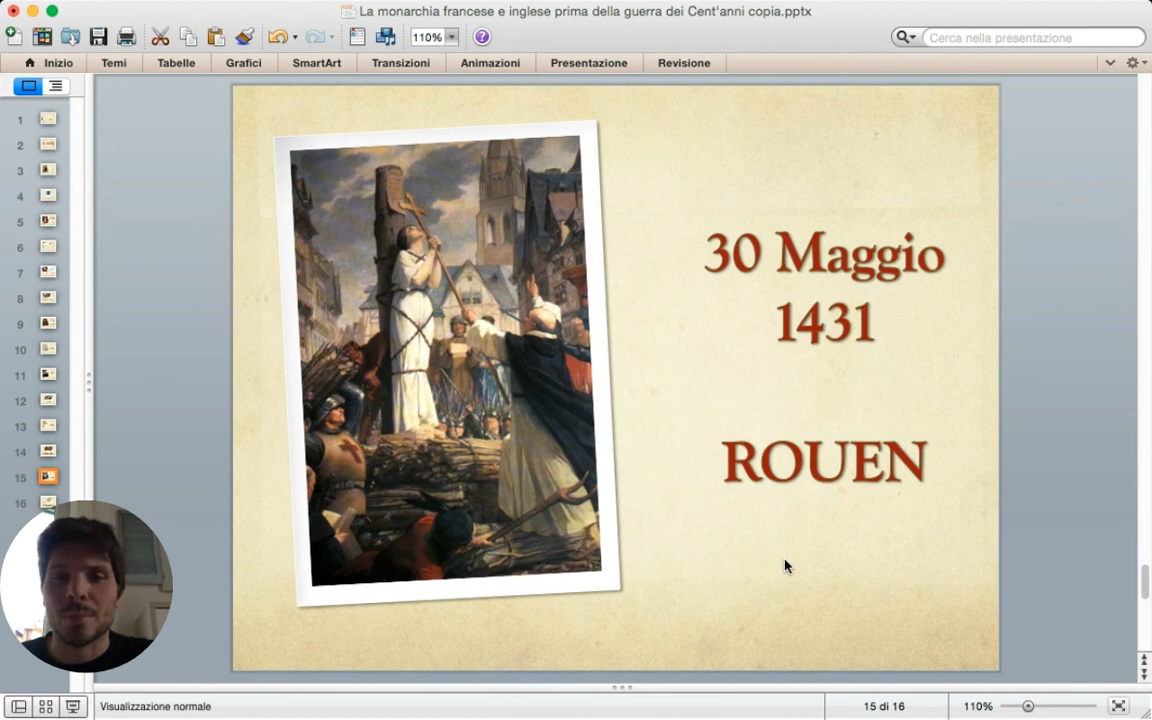 La monarchia francese e inglese prima della guerra dei Cent'anni copia.pptx
110%
Cerca nella presentazione
Inizio Temi Tabelle Grafici SmartArt Transizioni Animazioni Presentazione Revisione
1
2
3
4
5
6
7
8
9
10
11
12
13
14
15
16
30 Maggio
1431
ROUEN
Visualizzazione normale
15 di 16
110%